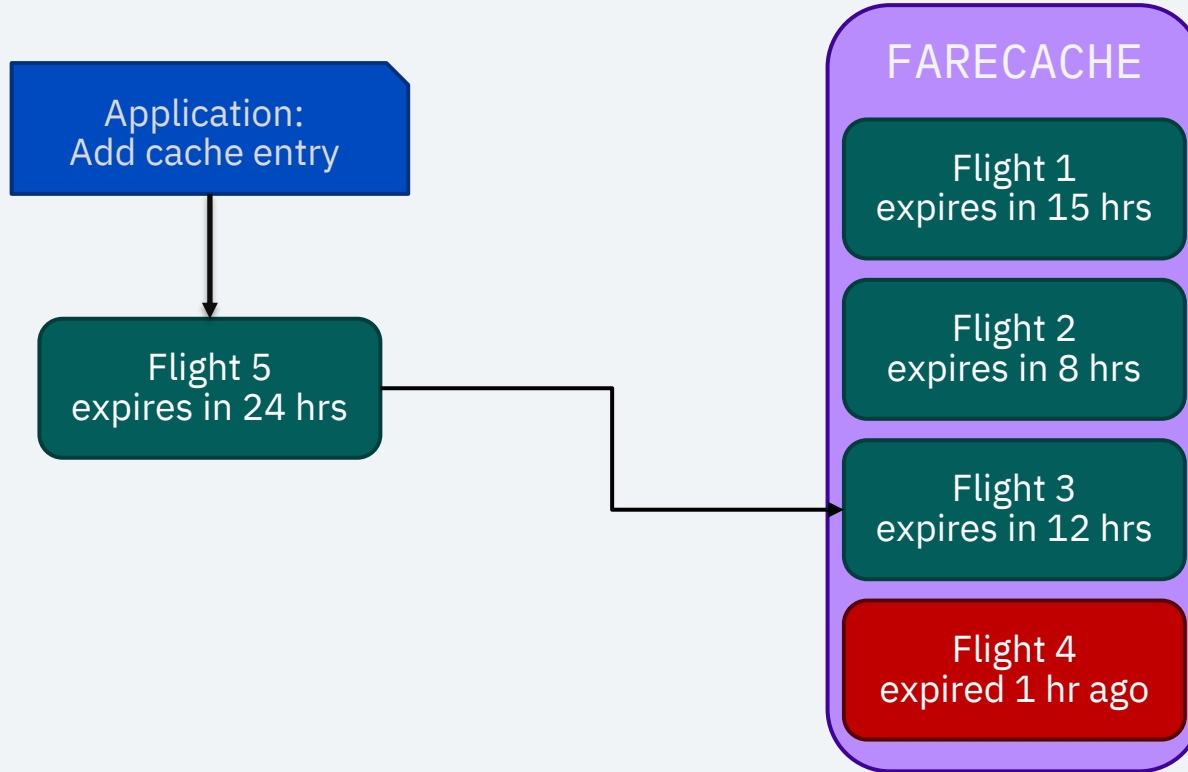 Application:
Add cache entry
Flight 5
expires in 24 hrs
FARECACHE
Flight 1
expires in 15 hrs
Flight 2
expires in 8 hrs
Flight 3
expires in 12 hrs
Flight 4
expired 1 hr ago